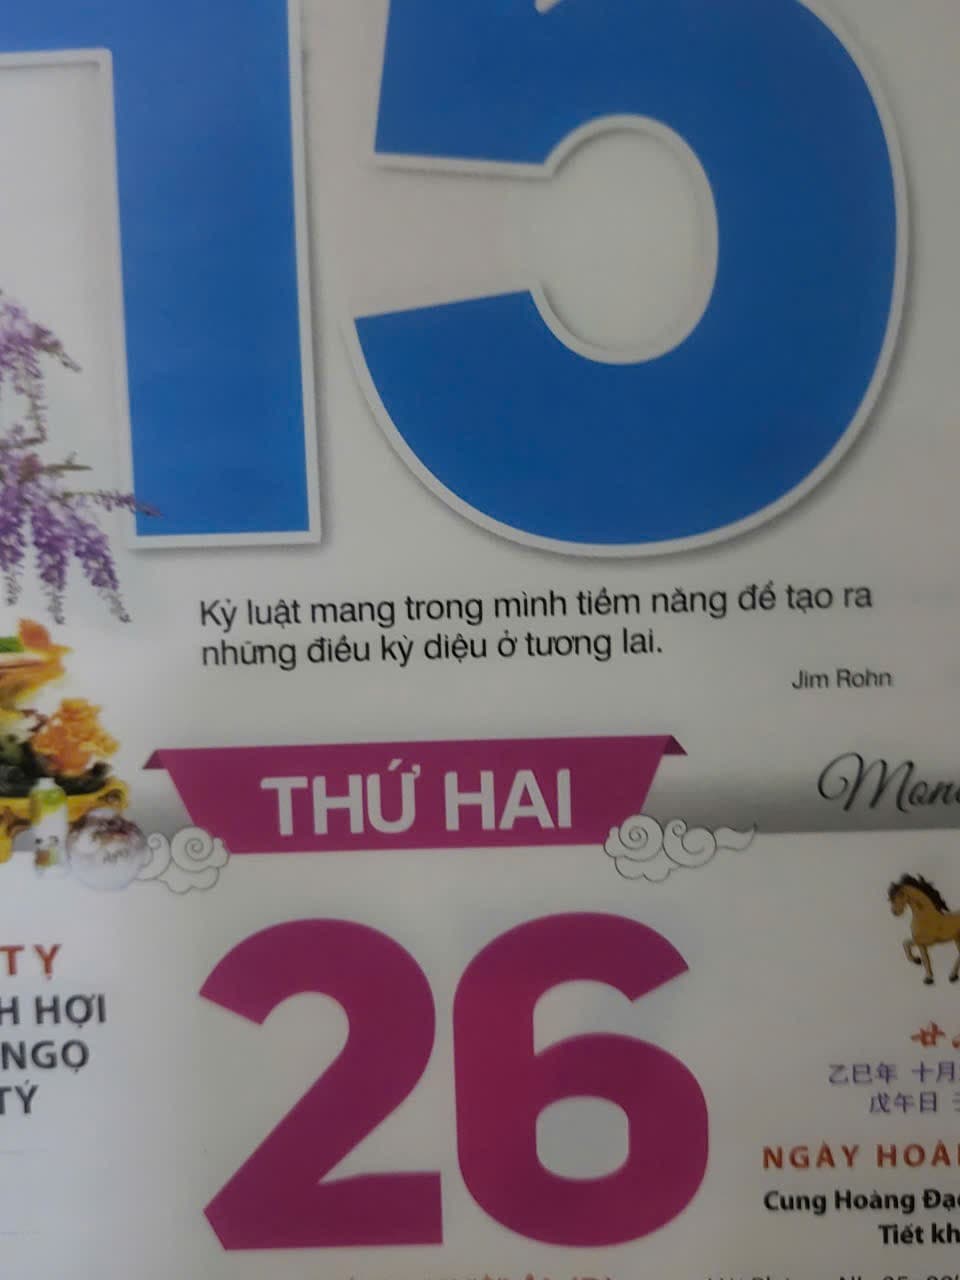 15
Kỷ luật mang trong mình tiềm năng để tạo ra
những điều kỳ diệu ở tương lai.
Jim Rohn
THỨ HAI
26
TỴ
H HỢI
NGỌ
TÝ
乙巳年 十月
戊午日
NGÀY HOÀ
Cung Hoàng Đạ
Tiết kh